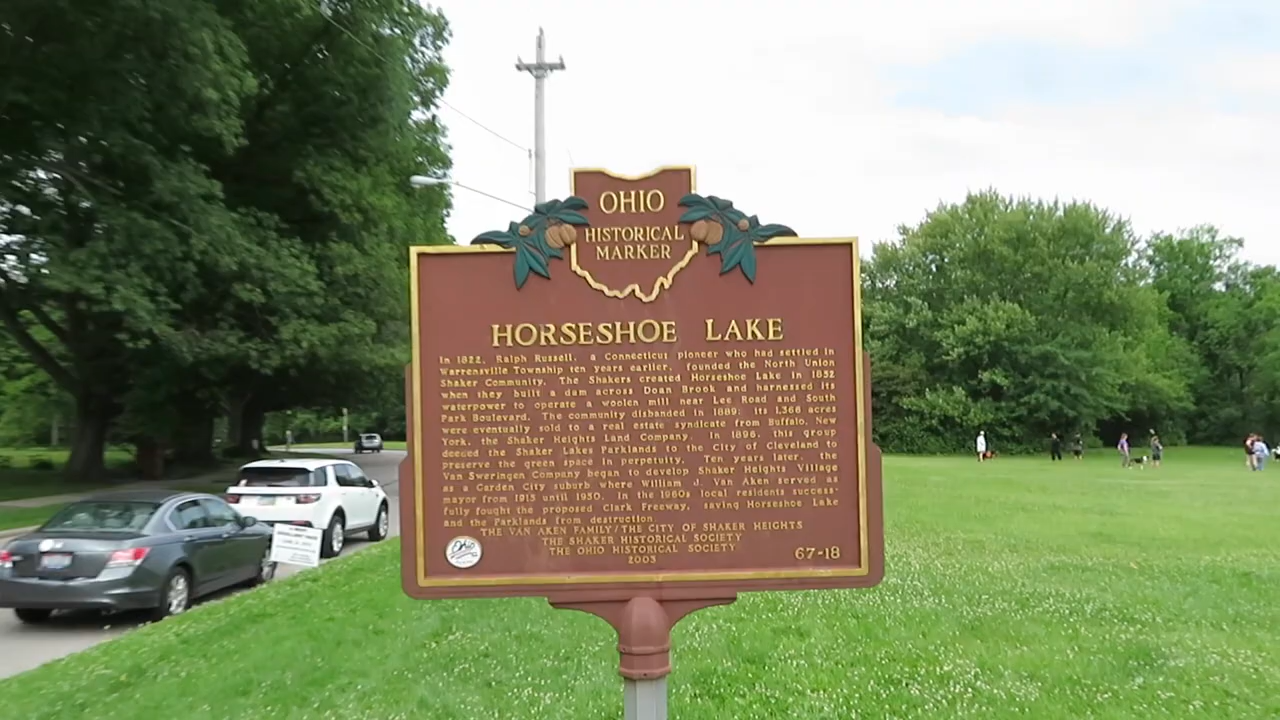 OHIO
HISTORICAL
MARKER
HORSESHOE LAKE
In 1822, Ralph Russell, a Connecticut pioneer who had settled in
Warrensville Township ten years earlier, founded the North Union
Shaker Community. The Shakers created Horseshoe Lake in 1852
when they built a dam across Doan Brook and harnessed its
waterpower to operate a woolen mill near Lee Road and South
Park Boulevard. The community disbanded in 1889; its 1,366 acres
were eventually sold to a real estate syndicate from Buffalo, New
York, the Shaker Heights Land Company. In 1896, this group
deeded the Shaker Lakes Parklands to the City of Cleveland to
preserve the green space in perpetuity. Ten years later, the
Van Sweringen Company began to develop Shaker Heights Village
as a Garden City suburb where William J. Van Aken served as
mayor from 1915 until 1950. In the 1960s local residents success-
fully fought the proposed Clark Freeway, saving Horseshoe Lake
and the Parklands from destruction.
THE VAN AKEN FAMILY/THE CITY OF SHAKER HEIGHTS
THE SHAKER HISTORICAL SOCIETY
THE OHIO HISTORICAL SOCIETY
2003
67-18
Ohio